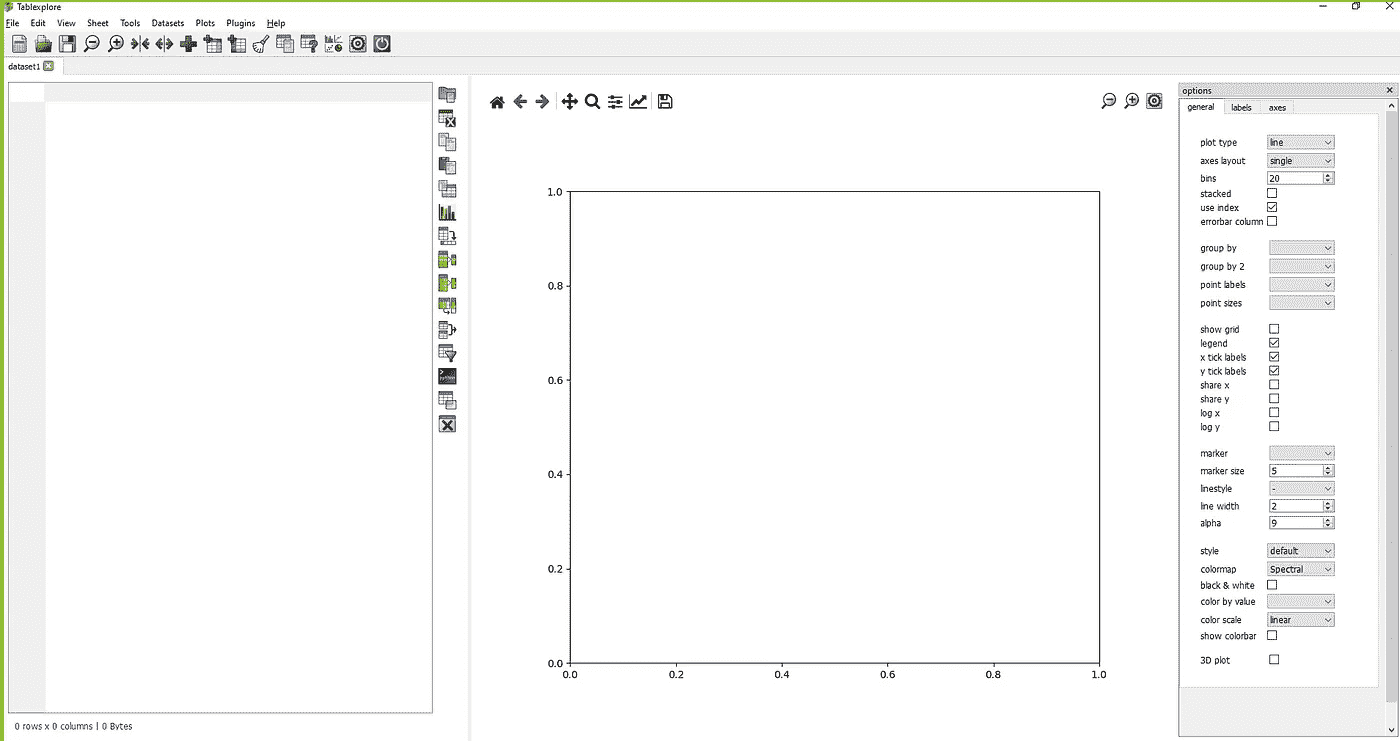 Tablexplore
File Edit View Sheet Tools Datasets Plots Plugins Help
dataset1
options
general labels axes
plot type line
axes layout single
bins 20
stacked
use index
errorbar column
group by
group by 2
point labels
point sizes
show grid
legend
x tick labels
y tick labels
share x
share y
log x
log y
marker
marker size 5
linestyle -
line width 2
alpha 9
style default
colormap Spectral
black & white
color by value
color scale linear
show colorbar
3D plot
1.0
0.8
0.6
0.4
0.2
0.0
0.0 0.2 0.4 0.6 0.8 1.0
python
0 rows x 0 columns | 0 Bytes